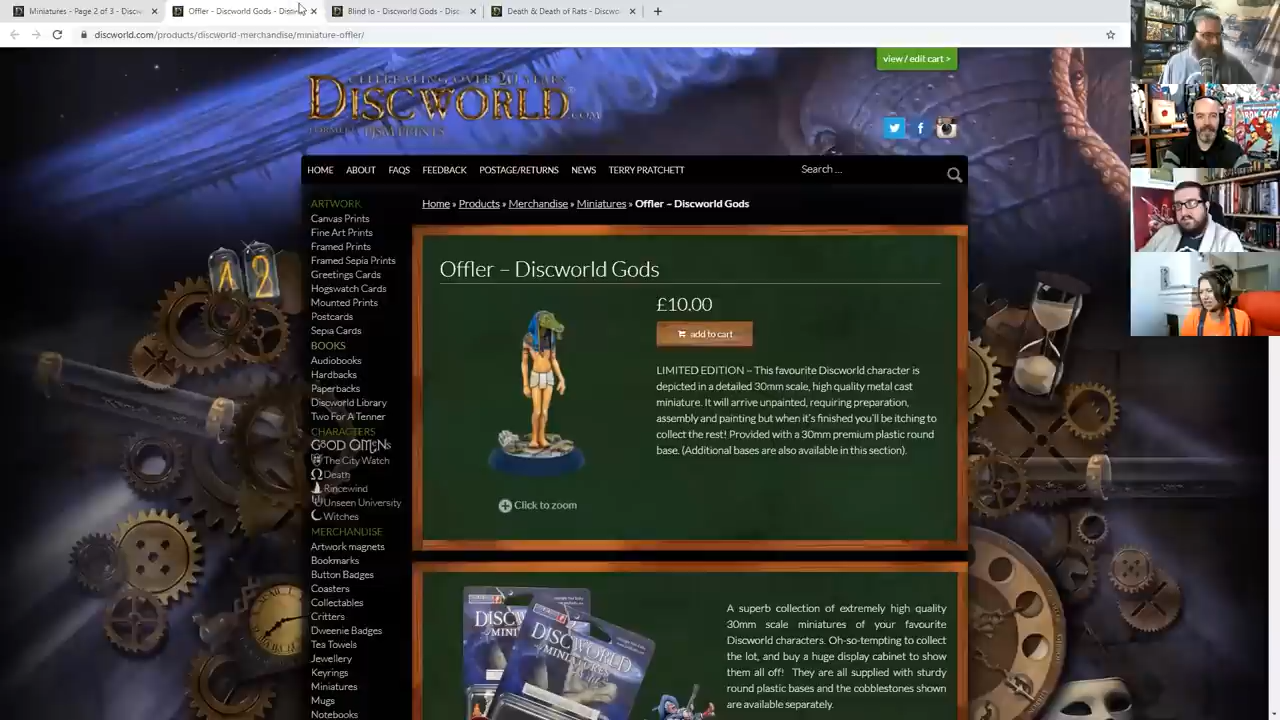 Miniatures - Page 2 of 3 - Discw
Offler - Discworld Gods - Dis
Blind Io - Discworld Gods - Disc
Death & Death of Rats - Discwo
discworld.com/products/discworld-merchandise/miniature-offler/
view / edit cart >
CELEBRATING OVER 20 YEARS
DISCWORLD.COM
FORMERLY PJSMPRINTS
HOME ABOUT FAQS FEEDBACK POSTAGE/RETURNS NEWS TERRY PRATCHETT
Search ...
Home » Products » Merchandise » Miniatures » Offler – Discworld Gods
ARTWORK
Canvas Prints
Fine Art Prints
Framed Prints
Framed Sepia Prints
Greetings Cards
Hogswatch Cards
Mounted Prints
Postcards
Sepia Cards
BOOKS
Audiobooks
Hardbacks
Paperbacks
Discworld Library
Two For A Tenner
CHARACTERS
GOOD OMENS
The City Watch
Death
Rincewind
Unseen University
Witches
MERCHANDISE
Artwork magnets
Bookmarks
Button Badges
Coasters
Collectables
Critters
Dweenie Badges
Tea Towels
Jewellery
Keyrings
Miniatures
Mugs
Notebooks
A2
Offler – Discworld Gods
£10.00
add to cart
LIMITED EDITION – This favourite Discworld character is
depicted in a detailed 30mm scale, high quality metal cast
miniature. It will arrive unpainted, requiring preparation,
assembly and painting but when it's finished you'll be itching to
collect the rest! Provided with a 30mm premium plastic round
base. (Additional bases are also available in this section).
Click to zoom
A superb collection of extremely high quality
30mm scale miniatures of your favourite
Discworld characters. Oh-so-tempting to collect
the lot, and buy a huge display cabinet to show
them all off! They are all supplied with sturdy
round plastic bases and the cobblestones shown
are available separately.
IRON MAN